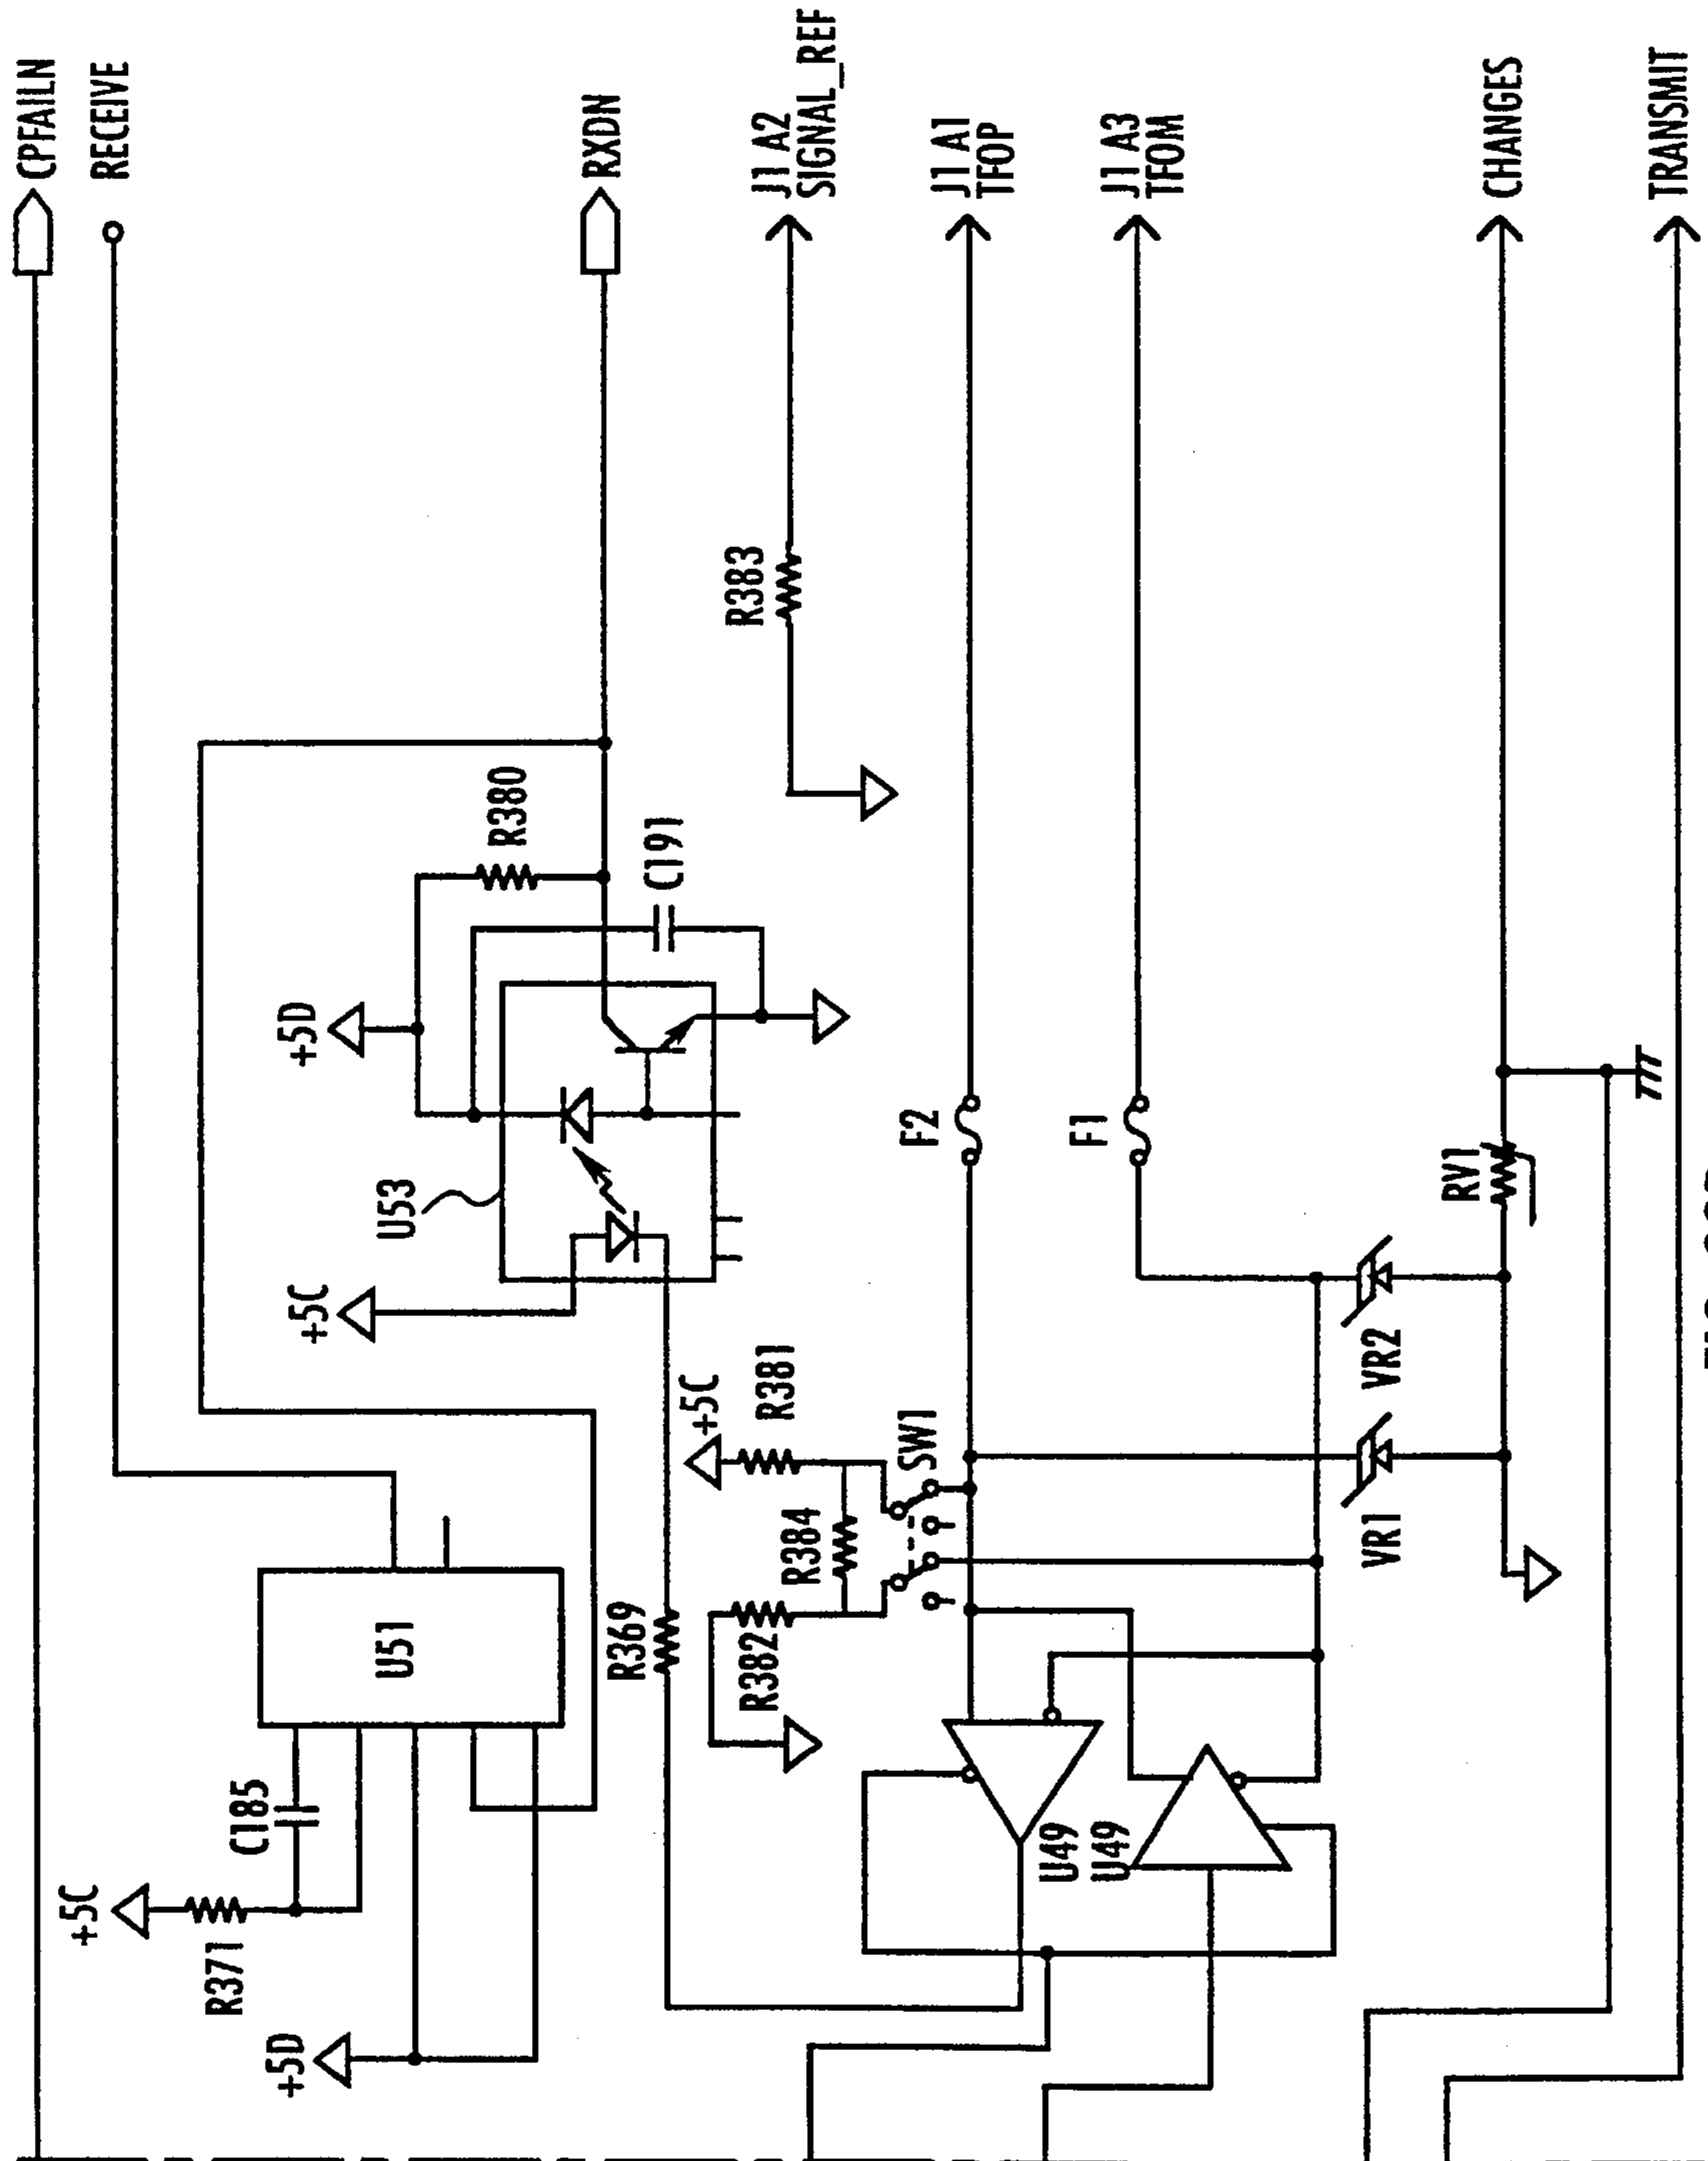 CPFAILN
RECEIVE
+5C
R371
C185
U51
+5D
+5D
R380
C191
U53
+5C
RXDN
R369
R383
J1 A2
SIGNAL_REF
+5C
R381
R384
R382
SW1
F2
J1 A1
TFOP
U49
U49
F1
J1 A3
TFOM
VR1
VR2
RV1
CHANGES
TRANSMIT